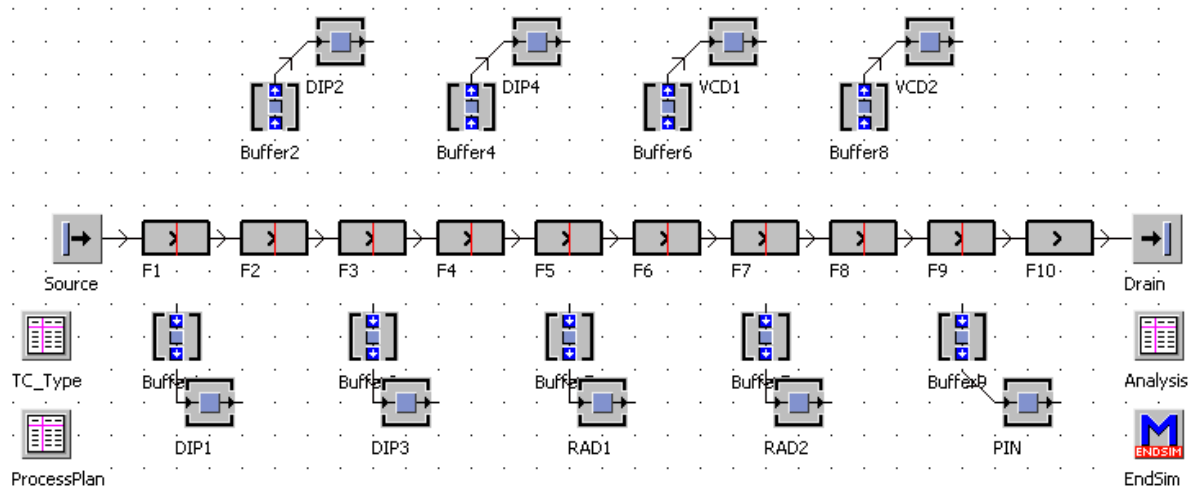 DIP2
DIP4
VCD1
VCD2
Buffer2
Buffer4
Buffer6
Buffer8
Source
F1
F2
F3
F4
F5
F6
F7
F8
F9
F10
Drain
TC_Type
Buffer9
Analysis
DIP1
DIP3
RAD1
RAD2
PIN
ENDSIM
ProcessPlan
EndSim